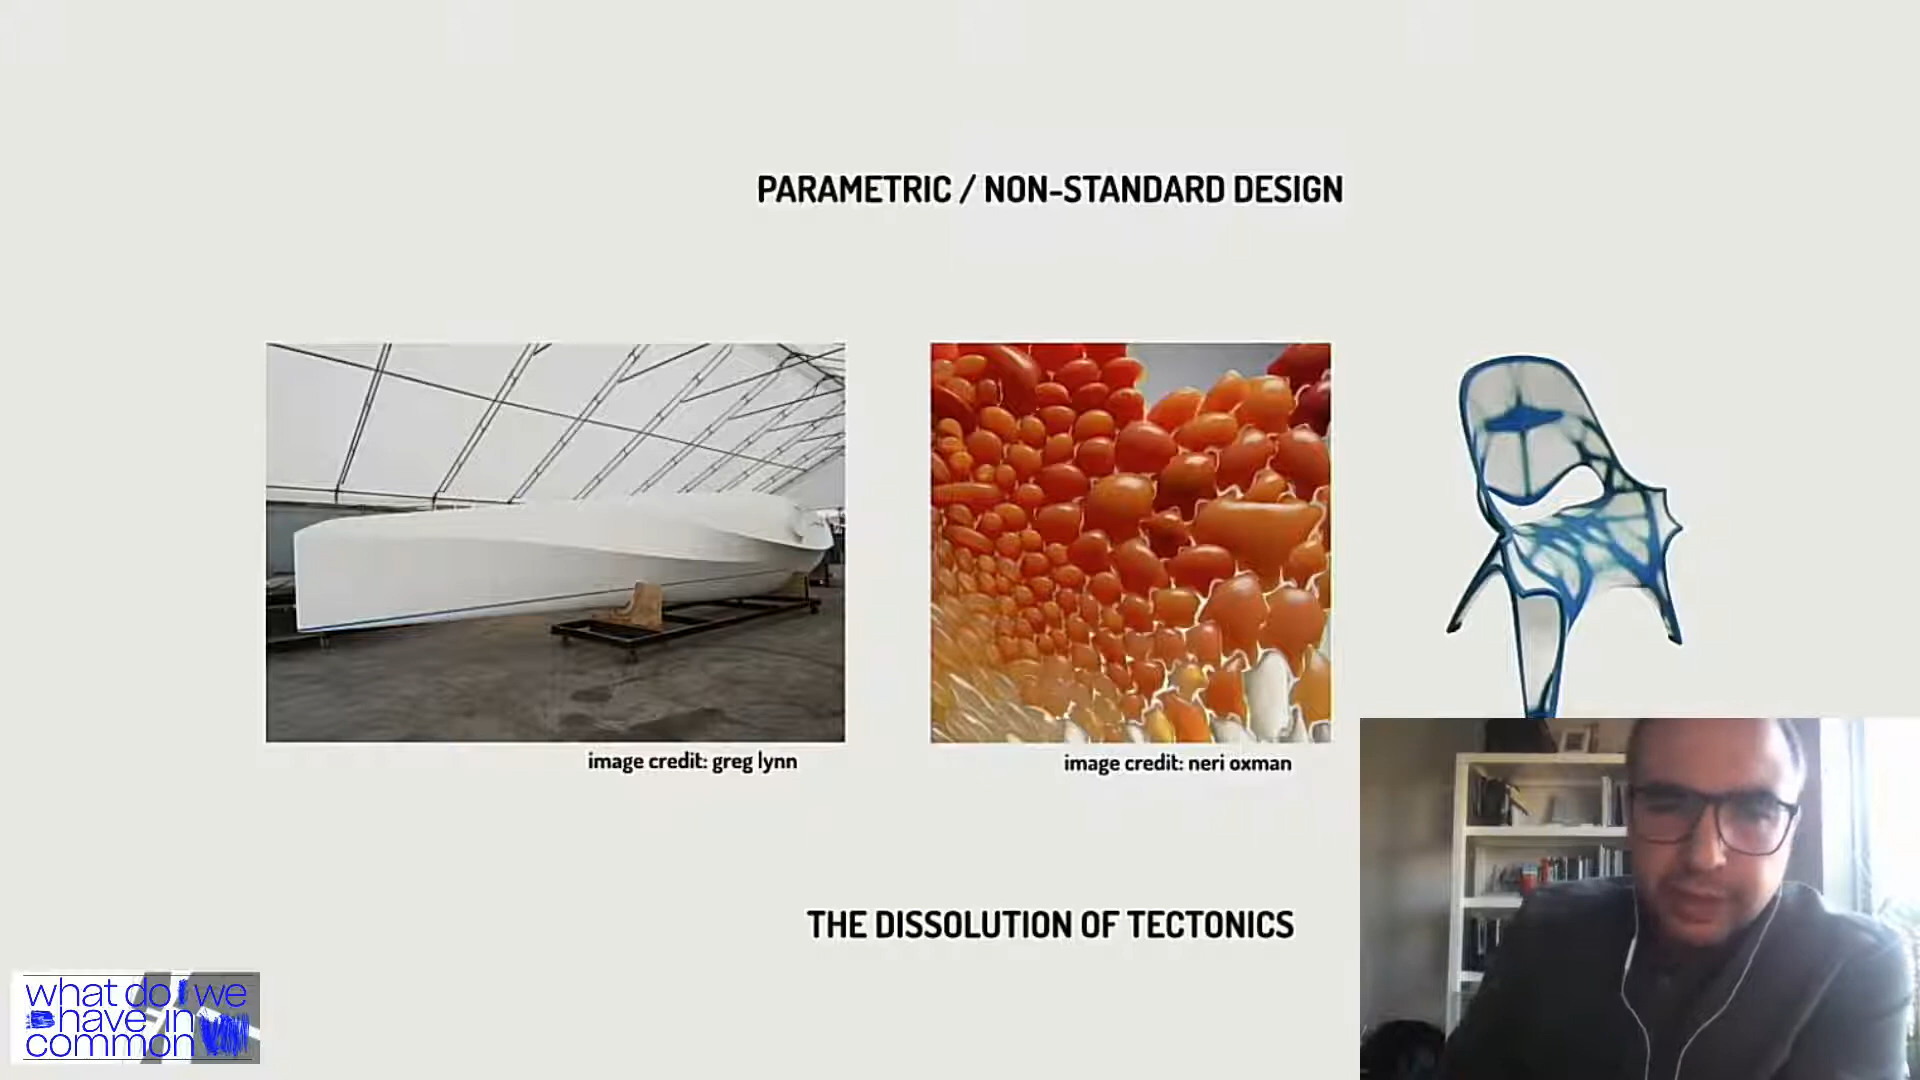 PARAMETRIC / NON-STANDARD DESIGN
image credit: greg lynn
image credit: neri oxman
THE DISSOLUTION OF TECTONICS
what do we
have in
common